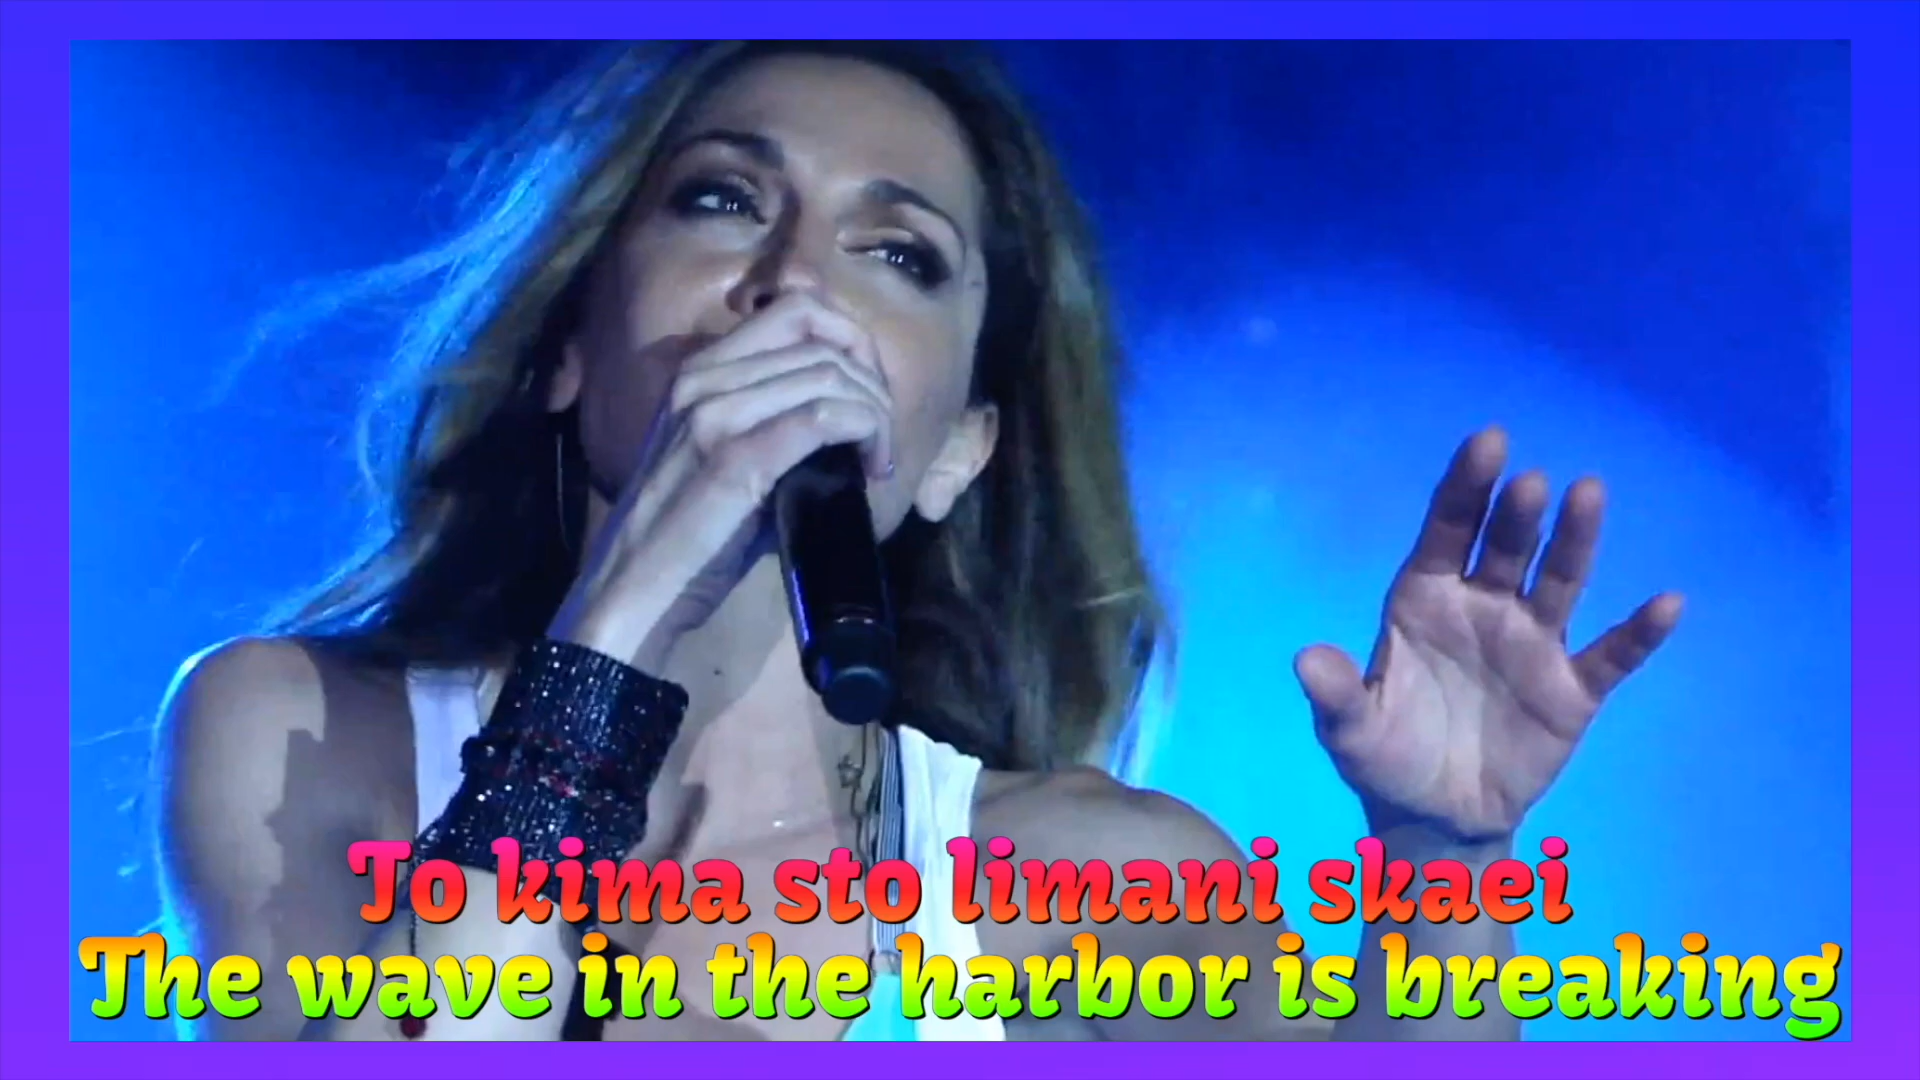 To kima sto limani skaei
The wave in the harbor is breaking